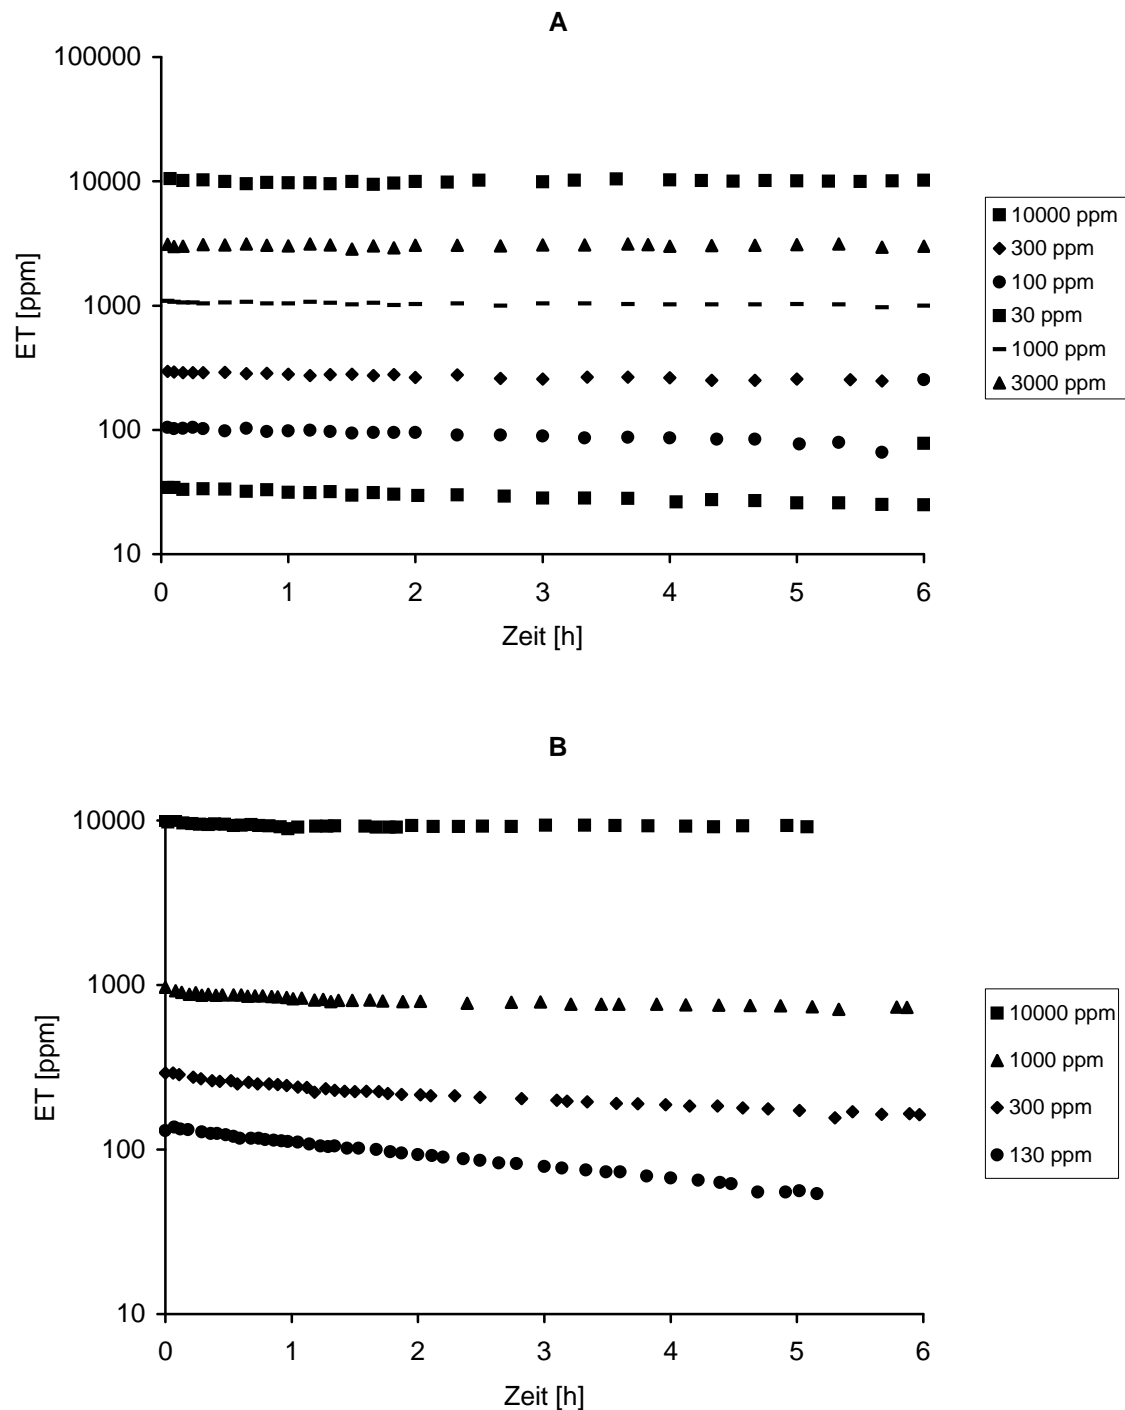 A
100000
10000
1000
100
10
ET [ppm]
0 1 2 3 4 5 6
Zeit [h]
10000 ppm
300 ppm
100 ppm
30 ppm
1000 ppm
3000 ppm
B
10000
1000
100
10
ET [ppm]
0 1 2 3 4 5 6
Zeit [h]
10000 ppm
1000 ppm
300 ppm
130 ppm